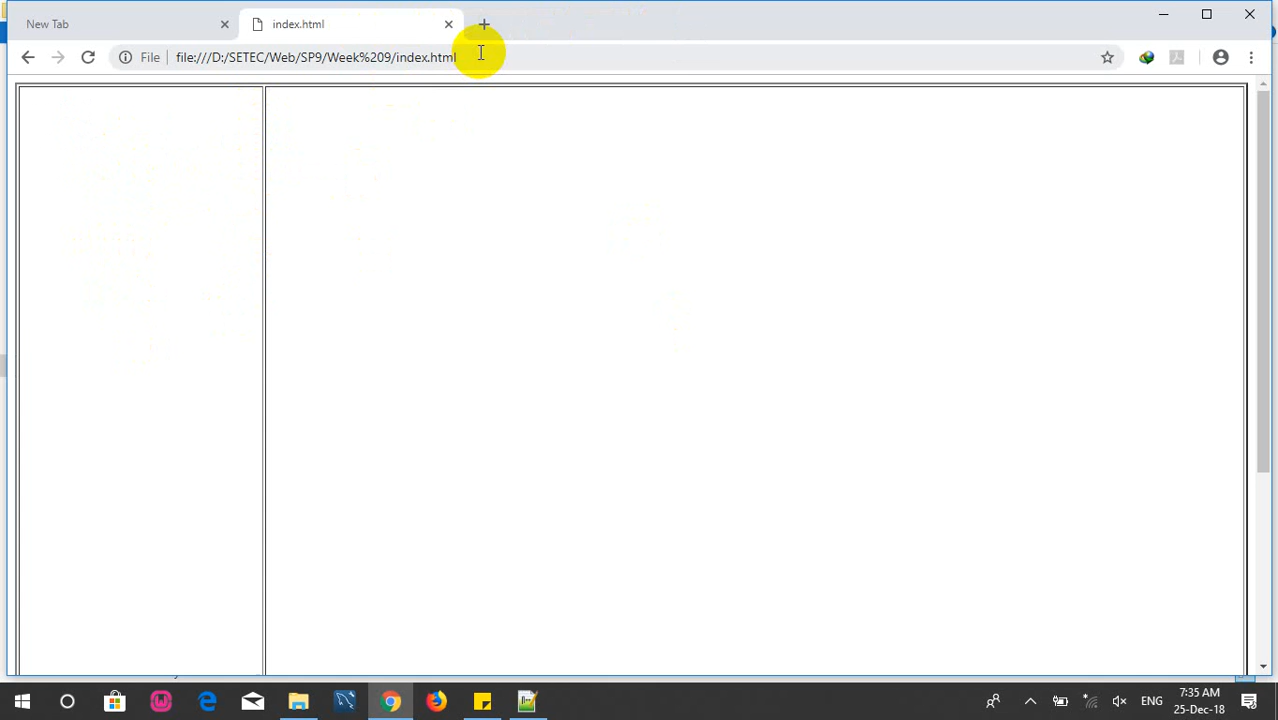 New Tab
index.html
File
file:///D:/SETEC/Web/SP9/Week%209/index.html
ENG
7:35 AM
25-Dec-18